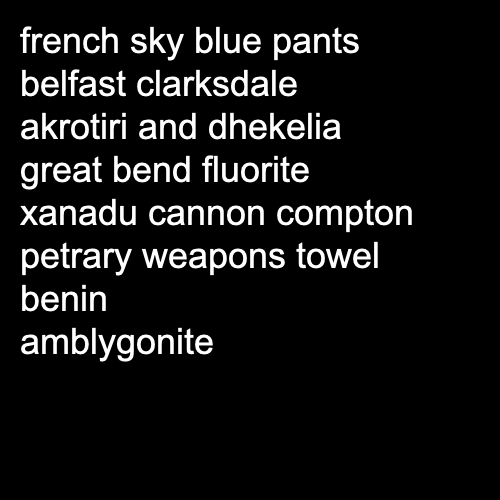 french sky blue pants
belfast clarksdale
akrotiri and dhekelia
great bend fluorite
xanadu cannon compton
petrary weapons towel
benin
amblygonite